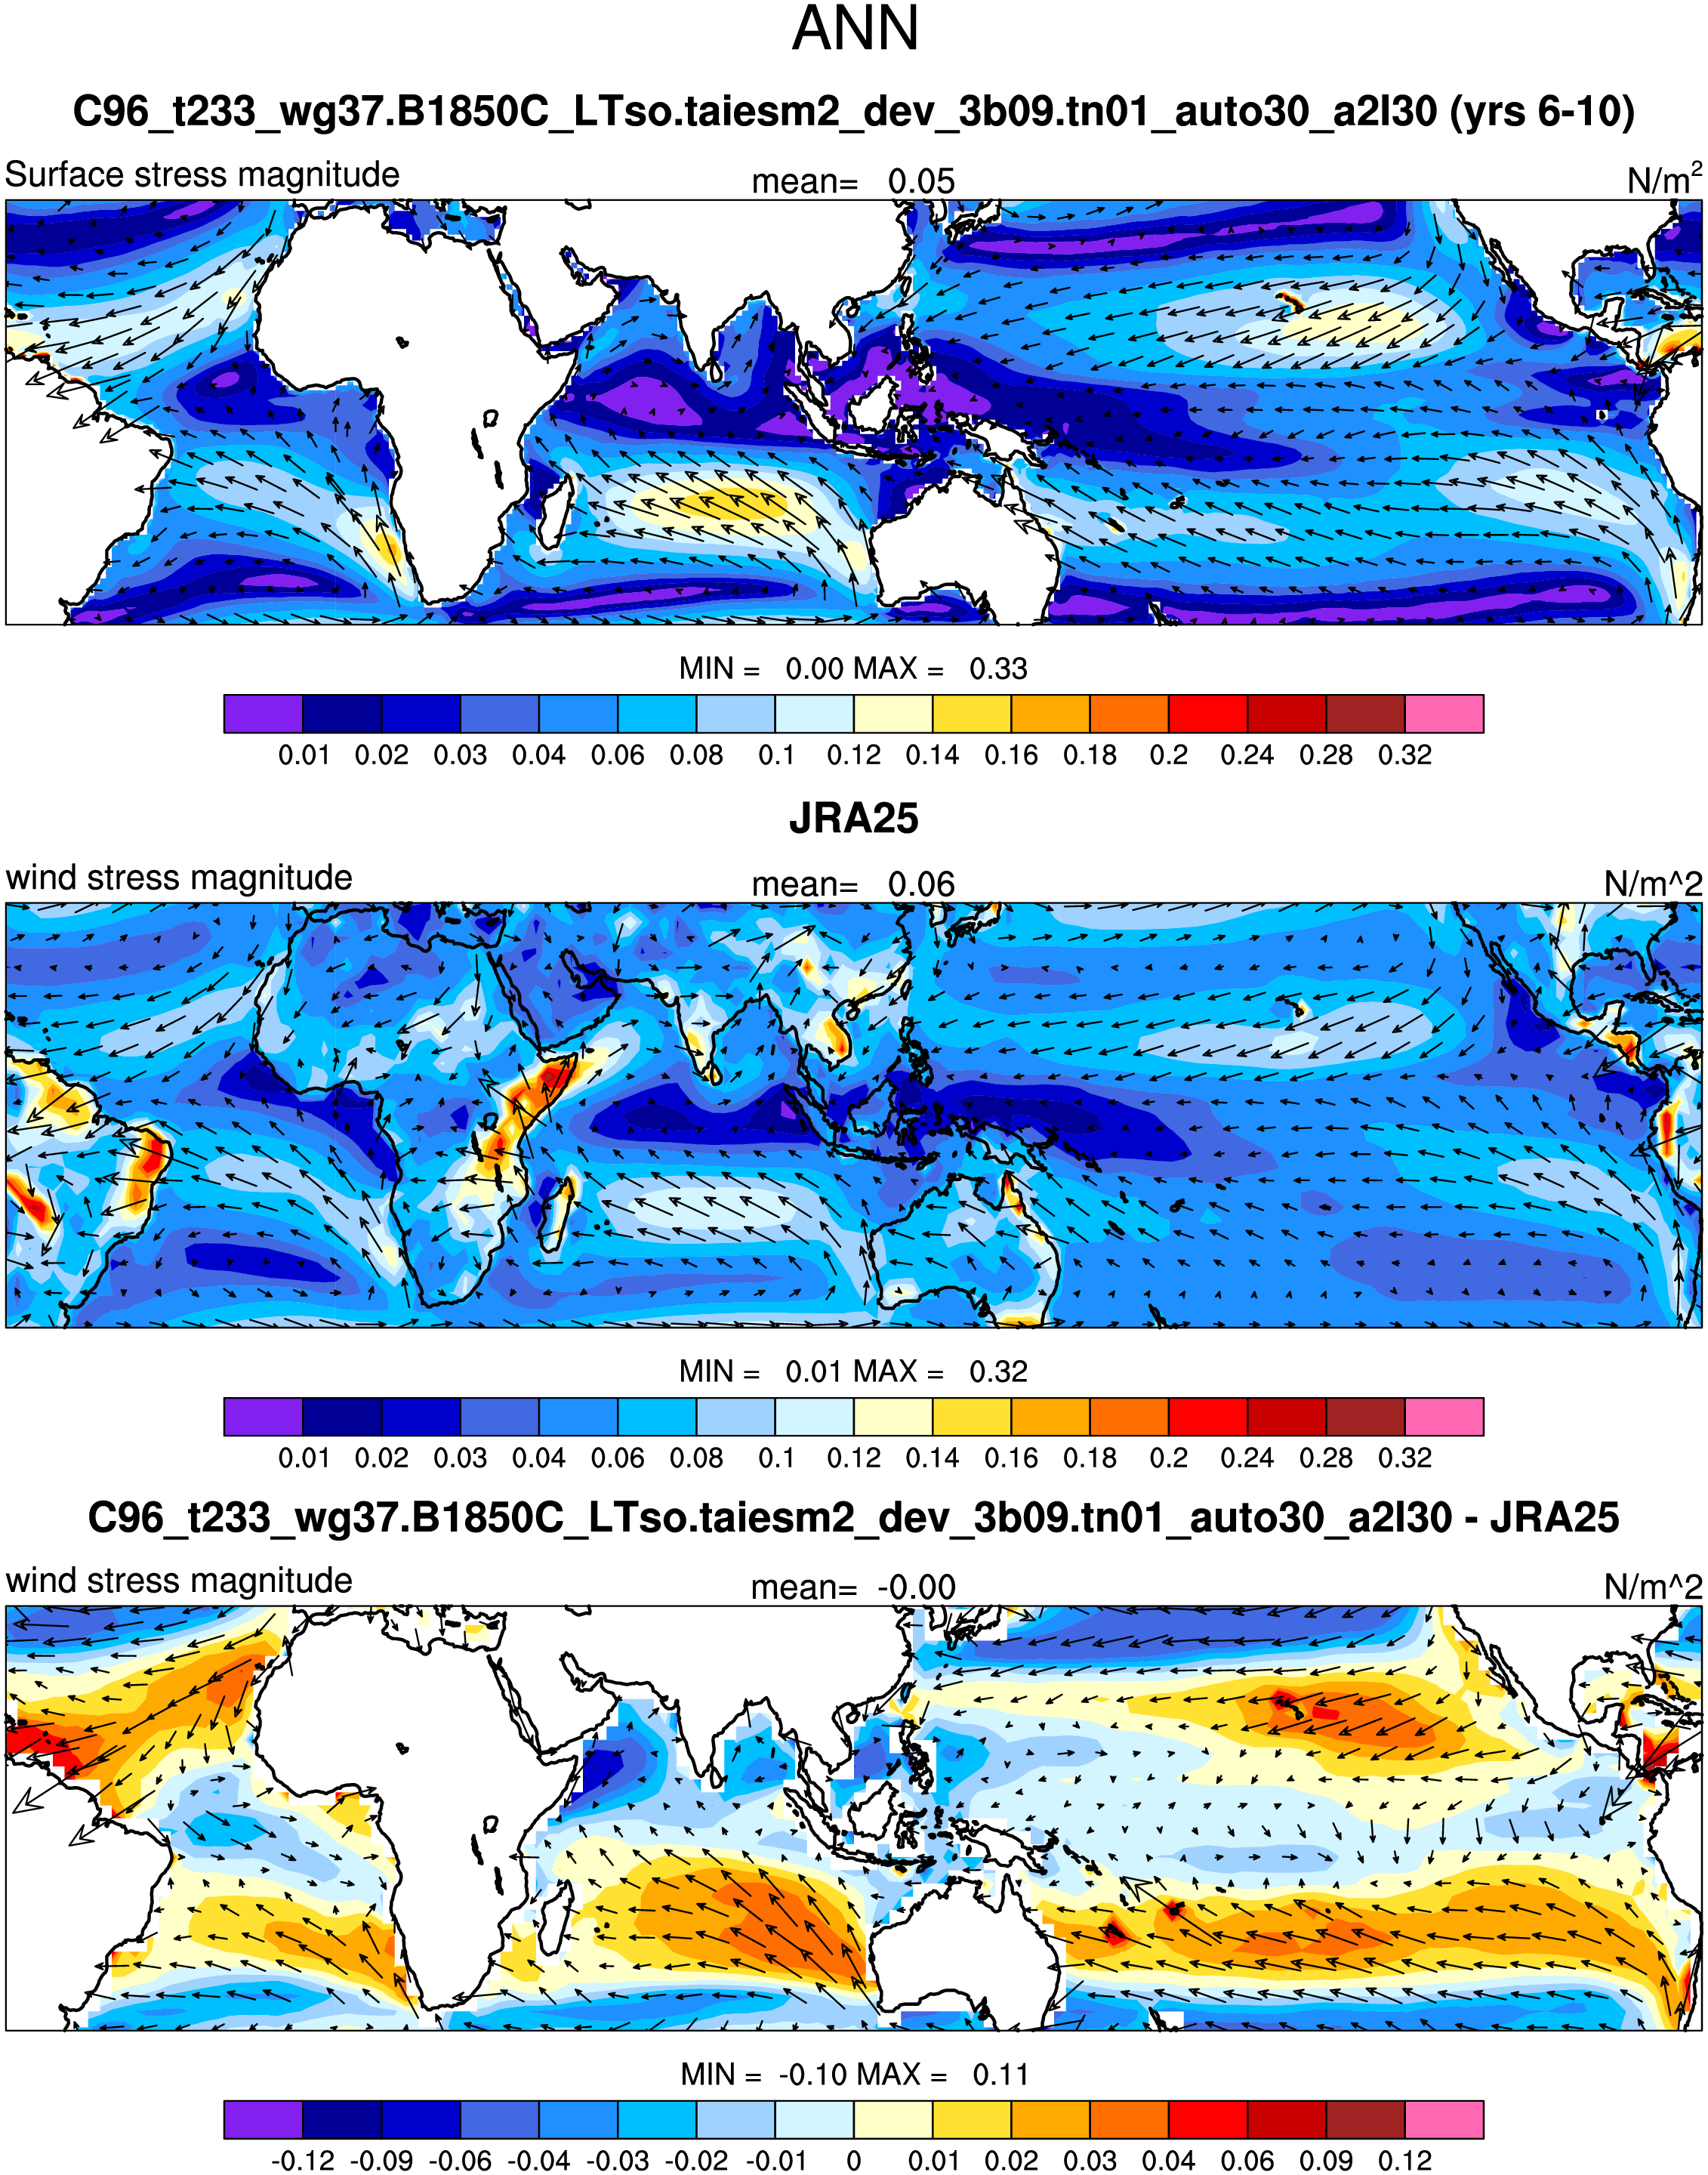 ANN
C96_t233_wg37.B1850C_LTso.taiesm2_dev_3b09.tn01_auto30_a2l30 (yrs 6-10)
Surface stress magnitude mean= 0.05 N/m2
MIN = 0.00 MAX = 0.33
0.01 0.02 0.03 0.04 0.06 0.08 0.1 0.12 0.14 0.16 0.18 0.2 0.24 0.28 0.32
JRA25
wind stress magnitude mean= 0.06 N/m^2
MIN = 0.01 MAX = 0.32
0.01 0.02 0.03 0.04 0.06 0.08 0.1 0.12 0.14 0.16 0.18 0.2 0.24 0.28 0.32
C96_t233_wg37.B1850C_LTso.taiesm2_dev_3b09.tn01_auto30_a2l30 - JRA25
wind stress magnitude mean= -0.00 N/m^2
MIN = -0.10 MAX = 0.11
-0.12 -0.09 -0.06 -0.04 -0.03 -0.02 -0.01 0 0.01 0.02 0.03 0.04 0.06 0.09 0.12